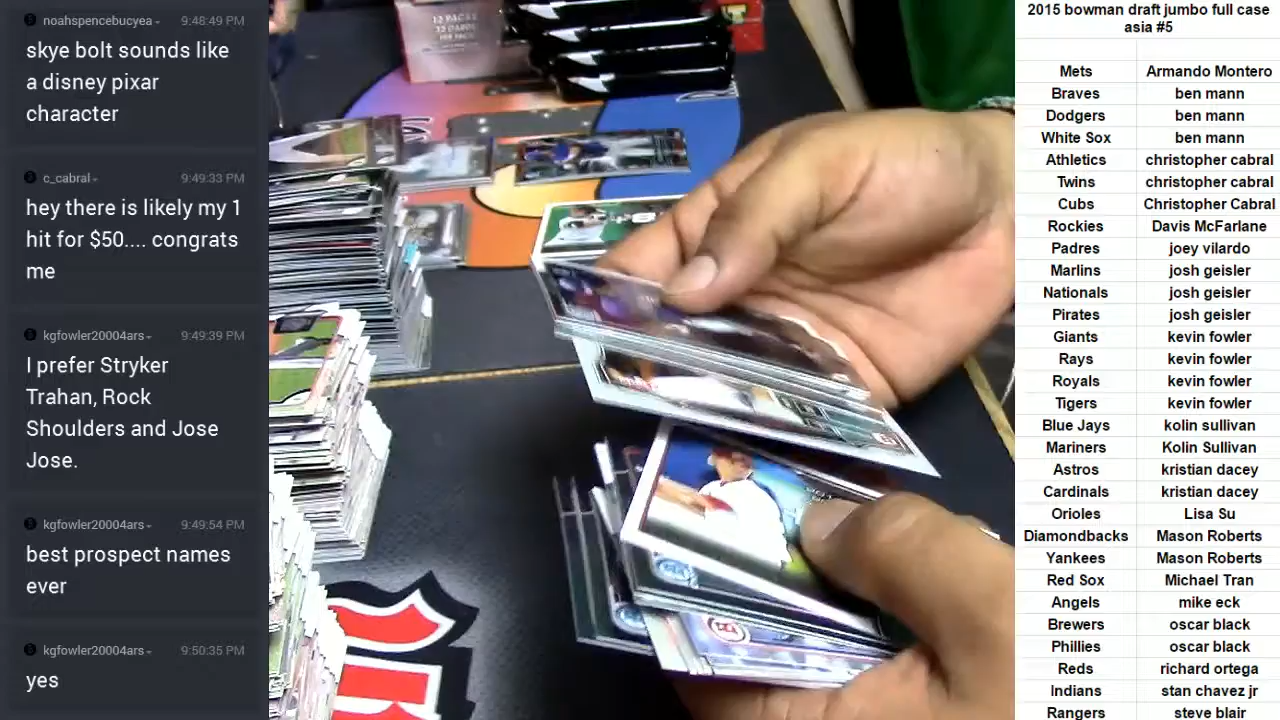 noahspencebucyea
9:48:49 PM
skye bolt sounds like
a disney pixar
character
c_cabral
9:49:33 PM
hey there is likely my 1
hit for $50.... congrats
me
kgfowler20004ars
9:49:39 PM
I prefer Stryker
Trahan, Rock
Shoulders and Jose
Jose.
kgfowler20004ars
9:49:54 PM
best prospect names
ever
kgfowler20004ars
9:50:35 PM
yes
2015 bowman draft jumbo full case
asia #5
Mets Armando Montero
Braves ben mann
Dodgers ben mann
White Sox ben mann
Athletics christopher cabral
Twins christopher cabral
Cubs Christopher Cabral
Rockies Davis McFarlane
Padres joey vilardo
Marlins josh geisler
Nationals josh geisler
Pirates josh geisler
Giants kevin fowler
Rays kevin fowler
Royals kevin fowler
Tigers kevin fowler
Blue Jays kolin sullivan
Mariners Kolin Sullivan
Astros kristian dacey
Cardinals kristian dacey
Orioles Lisa Su
Diamondbacks Mason Roberts
Yankees Mason Roberts
Red Sox Michael Tran
Angels mike eck
Brewers oscar black
Phillies oscar black
Reds richard ortega
Indians stan chavez jr
Rangers steve blair